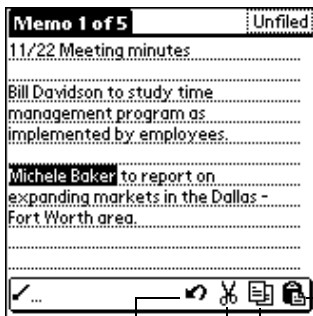 Memo 1 of 5
Unfiled
11/22 Meeting minutes
Bill Davidson to study time
management program as
implemented by employees.
Michele Baker to report on
expanding markets in the Dallas -
Fort Worth area.
...